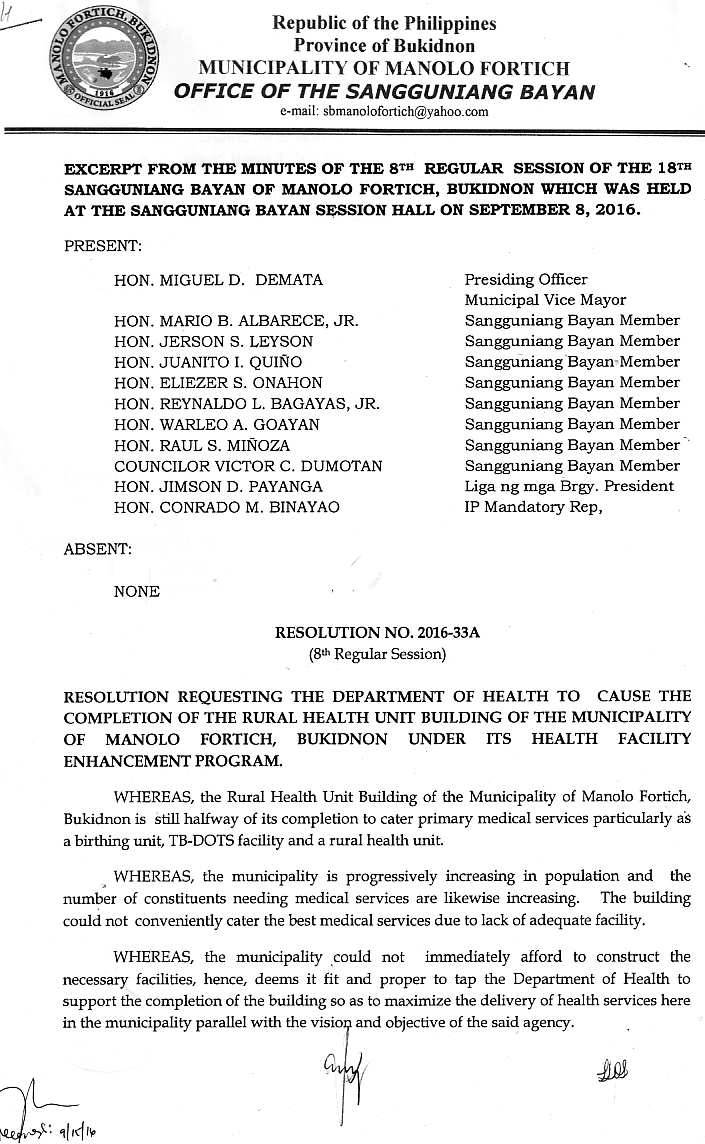 Republic of the Philippines
Province of Bukidnon
MUNICIPALITY OF MANOLO FORTICH
OFFICE OF THE SANGGUNIANG BAYAN
e-mail: sbmanolofortich@yahoo.com
MANOLO FORTICH, BUKIDNON
1916
OFFICIAL SEAL
EXCERPT FROM THE MINUTES OF THE 8TH REGULAR SESSION OF THE 18TH
SANGGUNIANG BAYAN OF MANOLO FORTICH, BUKIDNON WHICH WAS HELD
AT THE SANGGUNIANG BAYAN SESSION HALL ON SEPTEMBER 8, 2016.
PRESENT:
HON. MIGUEL D. DEMATA Presiding Officer
Municipal Vice Mayor
HON. MARIO B. ALBARECE, JR. Sangguniang Bayan Member
HON. JERSON S. LEYSON Sangguniang Bayan Member
HON. JUANITO I. QUIÑO Sangguniang Bayan Member
HON. ELIEZER S. ONAHON Sangguniang Bayan Member
HON. REYNALDO L. BAGAYAS, JR. Sangguniang Bayan Member
HON. WARLEO A. GOAYAN Sangguniang Bayan Member
HON. RAUL S. MIÑOZA Sangguniang Bayan Member
COUNCILOR VICTOR C. DUMOTAN Sangguniang Bayan Member
HON. JIMSON D. PAYANGA Liga ng mga Brgy. President
HON. CONRADO M. BINAYAO IP Mandatory Rep,
ABSENT:
NONE
RESOLUTION NO. 2016-33A
(8th Regular Session)
RESOLUTION REQUESTING THE DEPARTMENT OF HEALTH TO CAUSE THE
COMPLETION OF THE RURAL HEALTH UNIT BUILDING OF THE MUNICIPALITY
OF MANOLO FORTICH, BUKIDNON UNDER ITS HEALTH FACILITY
ENHANCEMENT PROGRAM.
WHEREAS, the Rural Health Unit Building of the Municipality of Manolo Fortich,
Bukidnon is still halfway of its completion to cater primary medical services particularly as
a birthing unit, TB-DOTS facility and a rural health unit.
WHEREAS, the municipality is progressively increasing in population and the
number of constituents needing medical services are likewise increasing. The building
could not conveniently cater the best medical services due to lack of adequate facility.
WHEREAS, the municipality could not immediately afford to construct the
necessary facilities, hence, deems it fit and proper to tap the Department of Health to
support the completion of the building so as to maximize the delivery of health services here
in the municipality parallel with the vision and objective of the said agency.
9/15/16